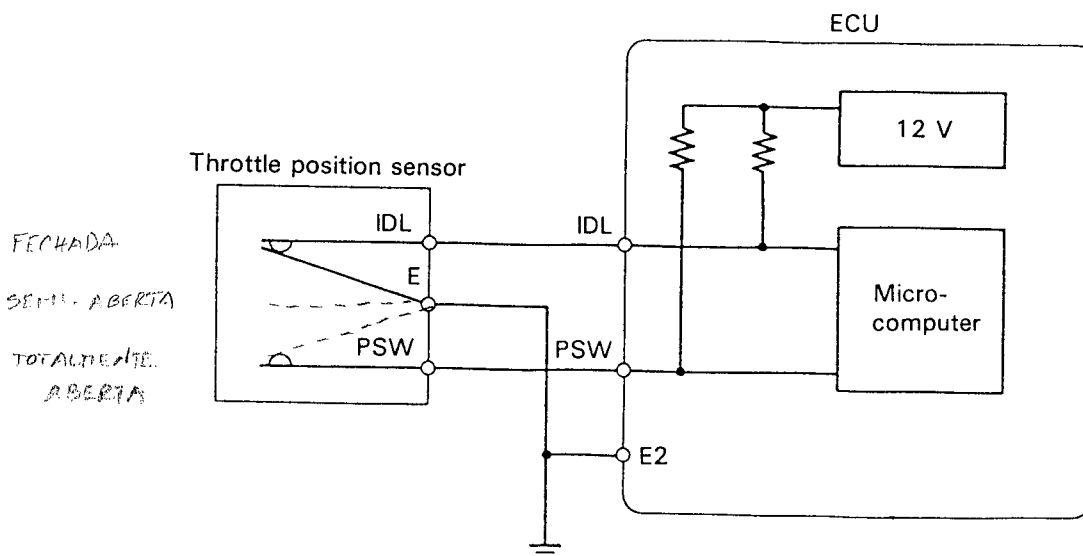 ECU
12 V
Throttle position sensor
IDL
IDL
FECHADA
E
SEMI-ABERTA
Micro-
computer
PSW
PSW
TOTALMENTE
ABERTA
E2